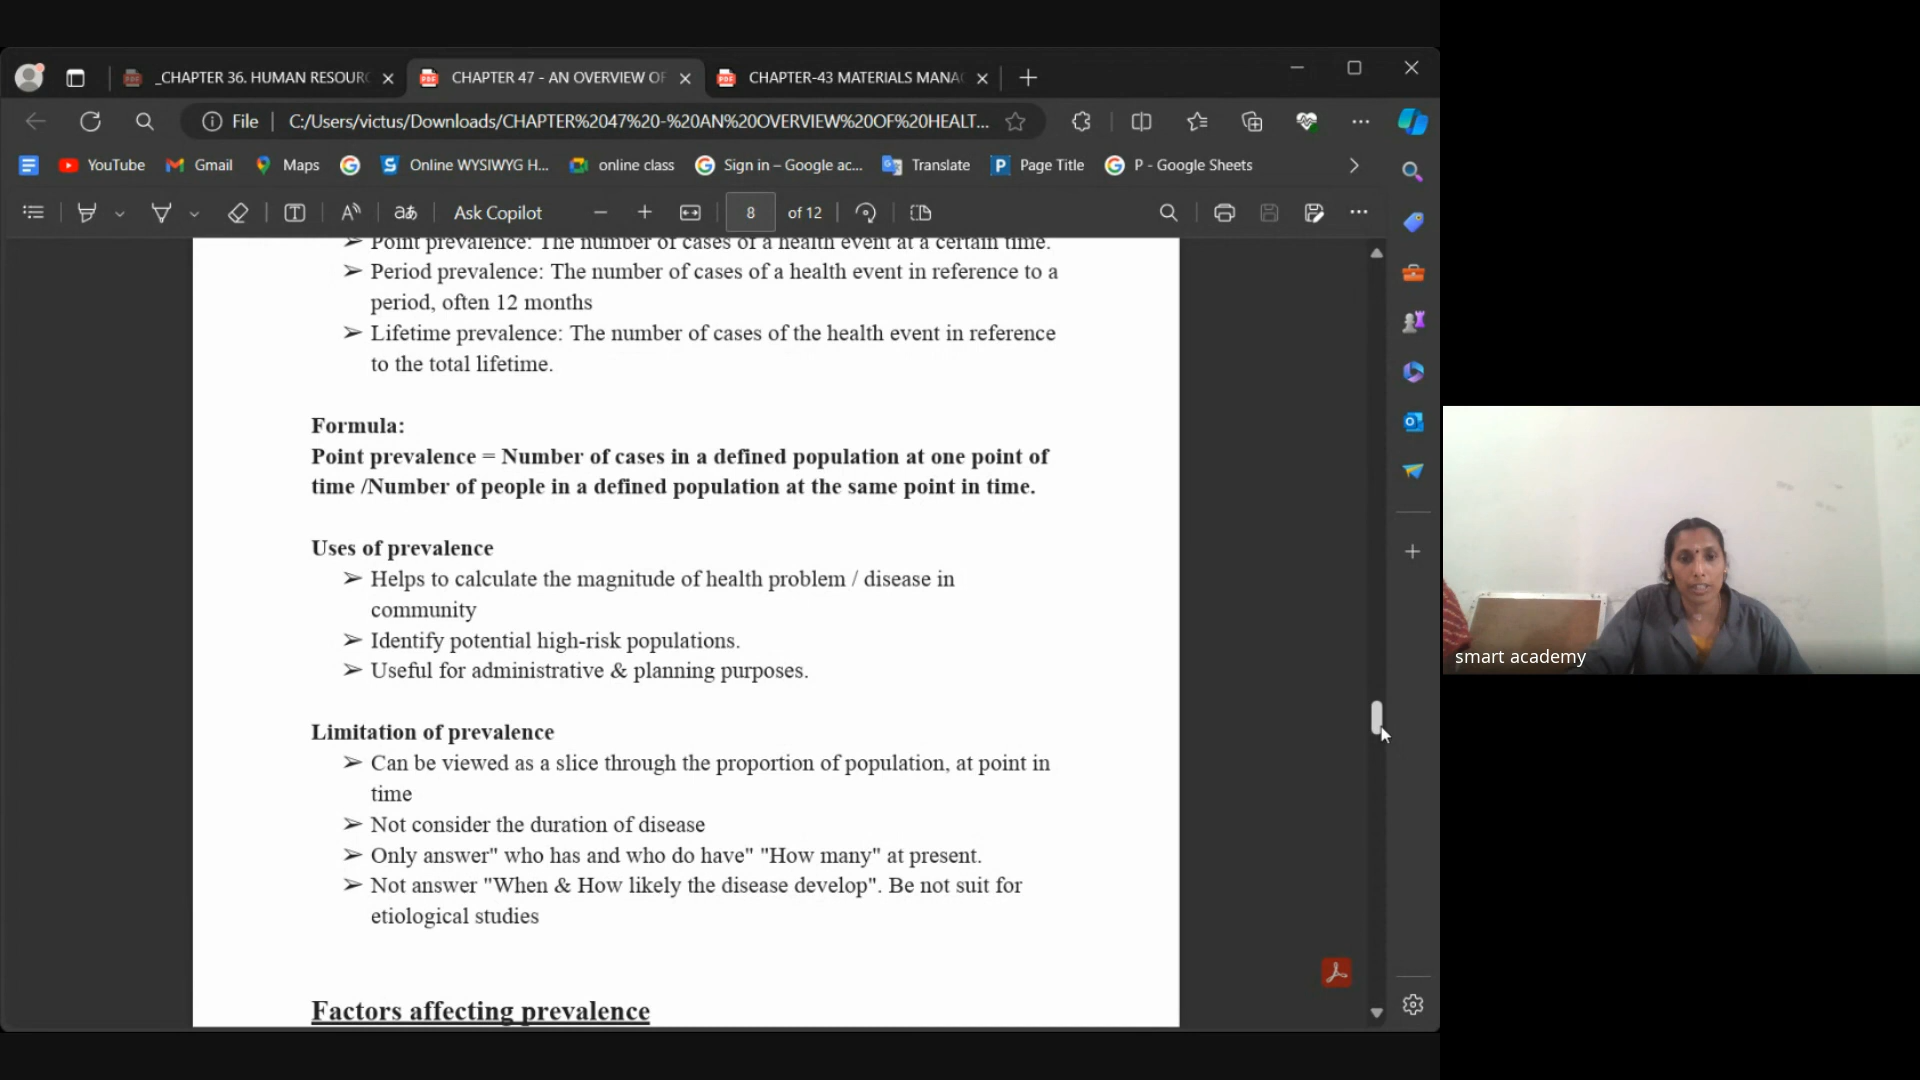 _CHAPTER 36. HUMAN RESOUR
CHAPTER 47 - AN OVERVIEW OF
CHAPTER-43 MATERIALS MANA
File
C:/Users/victus/Downloads/CHAPTER%2047%20-%20AN%20OVERVIEW%20OF%20HEALT...
YouTube
Gmail
Maps
Online WYSIWYG H...
online class
Sign in – Google ac...
Translate
Page Title
P - Google Sheets
Ask Copilot
8
of 12
➢ Point prevalence: The number of cases of a health event at a certain time.
➢ Period prevalence: The number of cases of a health event in reference to a
period, often 12 months
➢ Lifetime prevalence: The number of cases of the health event in reference
to the total lifetime.
Formula:
Point prevalence = Number of cases in a defined population at one point of
time /Number of people in a defined population at the same point in time.
Uses of prevalence
➢ Helps to calculate the magnitude of health problem / disease in
community
➢ Identify potential high-risk populations.
➢ Useful for administrative & planning purposes.
Limitation of prevalence
➢ Can be viewed as a slice through the proportion of population, at point in
time
➢ Not consider the duration of disease
➢ Only answer" who has and who do have" "How many" at present.
➢ Not answer "When & How likely the disease develop". Be not suit for
etiological studies
Factors affecting prevalence
smart academy